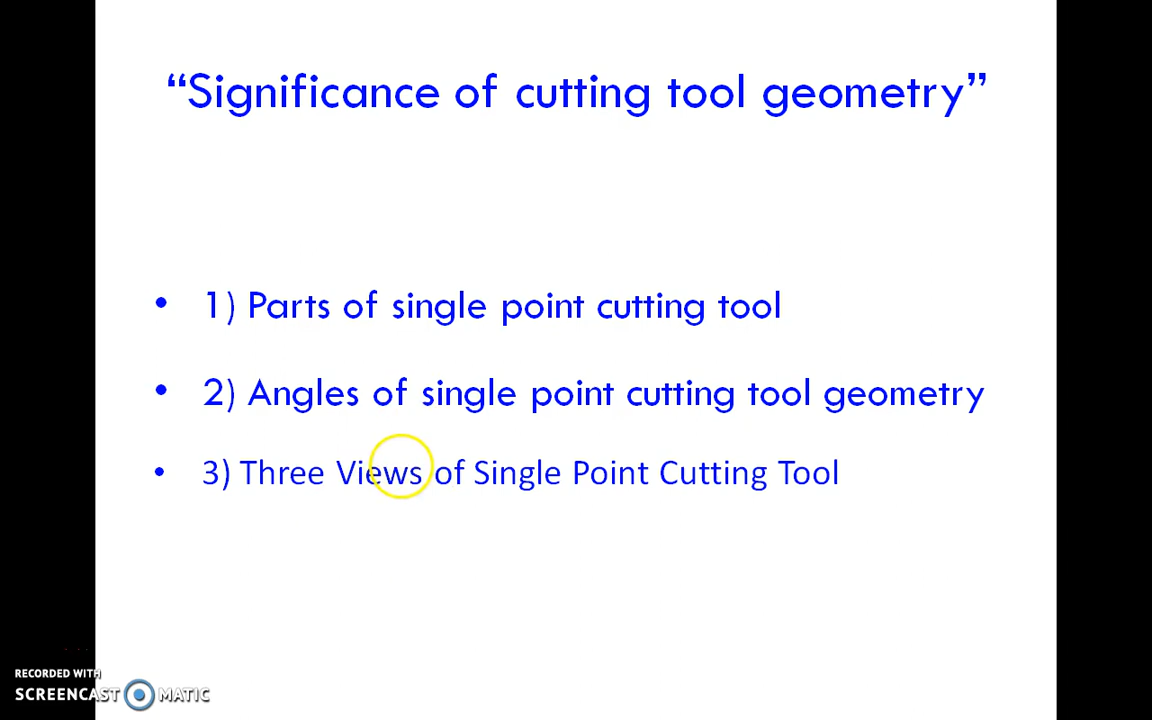 “Significance of cutting tool geometry”
• 1) Parts of single point cutting tool
• 2) Angles of single point cutting tool geometry
• 3) Three Views of Single Point Cutting Tool
RECORDED WITH
SCREENCAST MATIC